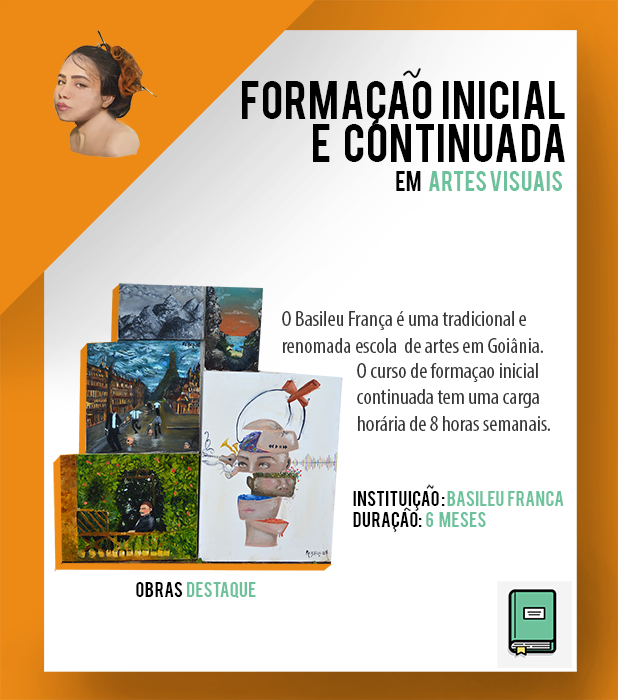 FORMAÇÃO INICIAL
E CONTINUADA
EM ARTES VISUAIS
O Basileu França é uma tradicional e
renomada escola de artes em Goiânia.
O curso de formaçao inicial
continuada tem uma carga
horária de 8 horas semanais.
INSTITUIÇÃO: BASILEU FRANCA
DURAÇÃO: 6 MESES
OBRAS DESTAQUE